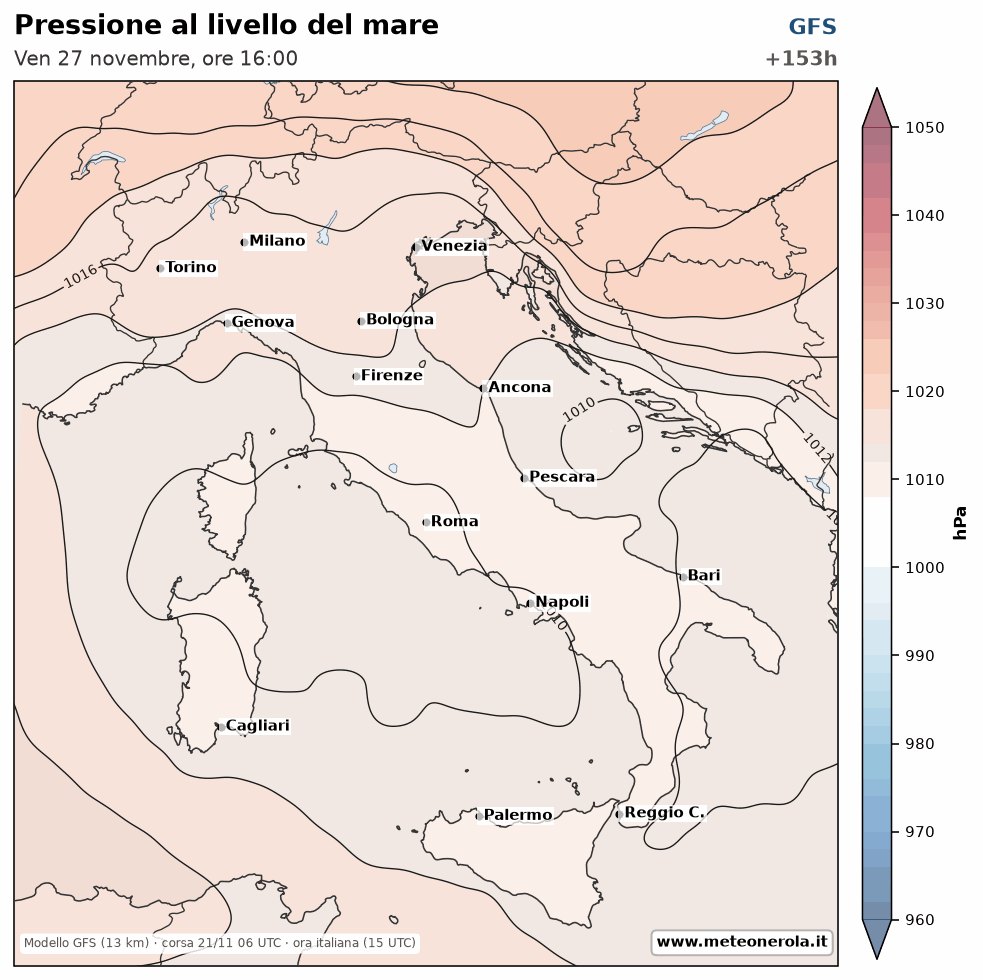 Pressione al livello del mare
GFS
Ven 27 novembre, ore 16:00
+153h
1050
1040
1030
1020
1010
1000
990
980
970
960
hPa
Milano
Venezia
Torino
1016
Genova
Bologna
Firenze
Ancona
1010
1012
Pescara
Roma
Bari
Napoli
Cagliari
Palermo
Reggio C.
Modello GFS (13 km) · corsa 21/11 06 UTC · ora italiana (15 UTC)
www.meteonerola.it